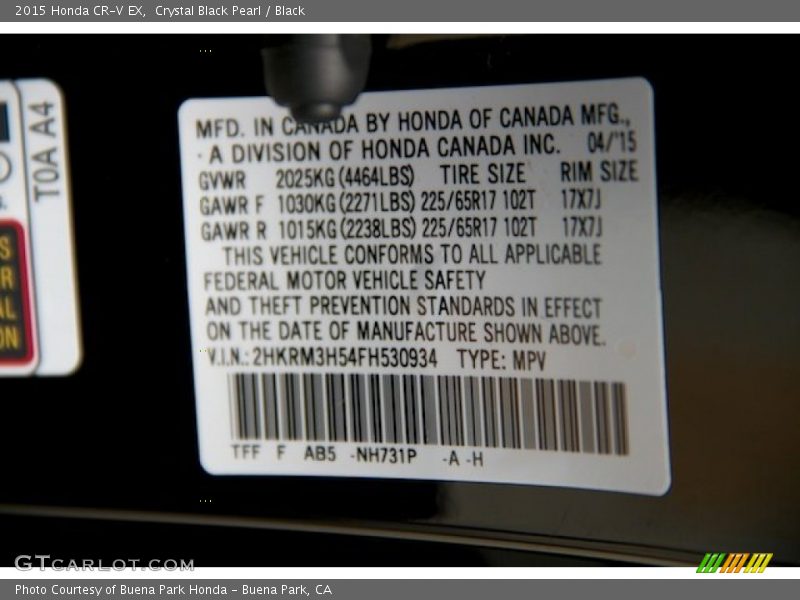 2015 Honda CR-V EX, Crystal Black Pearl / Black
T0A A4
MFD. IN CANADA BY HONDA OF CANADA MFG.,
A DIVISION OF HONDA CANADA INC. 04/'15
GVWR 2025KG(4464LBS) TIRE SIZE RIM SIZE
GAWR F 1030KG(2271LBS) 225/65R17 102T 17X7J
GAWR R 1015KG(2238LBS) 225/65R17 102T 17X7J
THIS VEHICLE CONFORMS TO ALL APPLICABLE
FEDERAL MOTOR VEHICLE SAFETY
AND THEFT PREVENTION STANDARDS IN EFFECT
ON THE DATE OF MANUFACTURE SHOWN ABOVE.
V.I.N.: 2HKRM3H54FH530934 TYPE: MPV
TFF F AB5 -NH731P -A -H
GTCARLOT.COM
Photo Courtesy of Buena Park Honda - Buena Park, CA